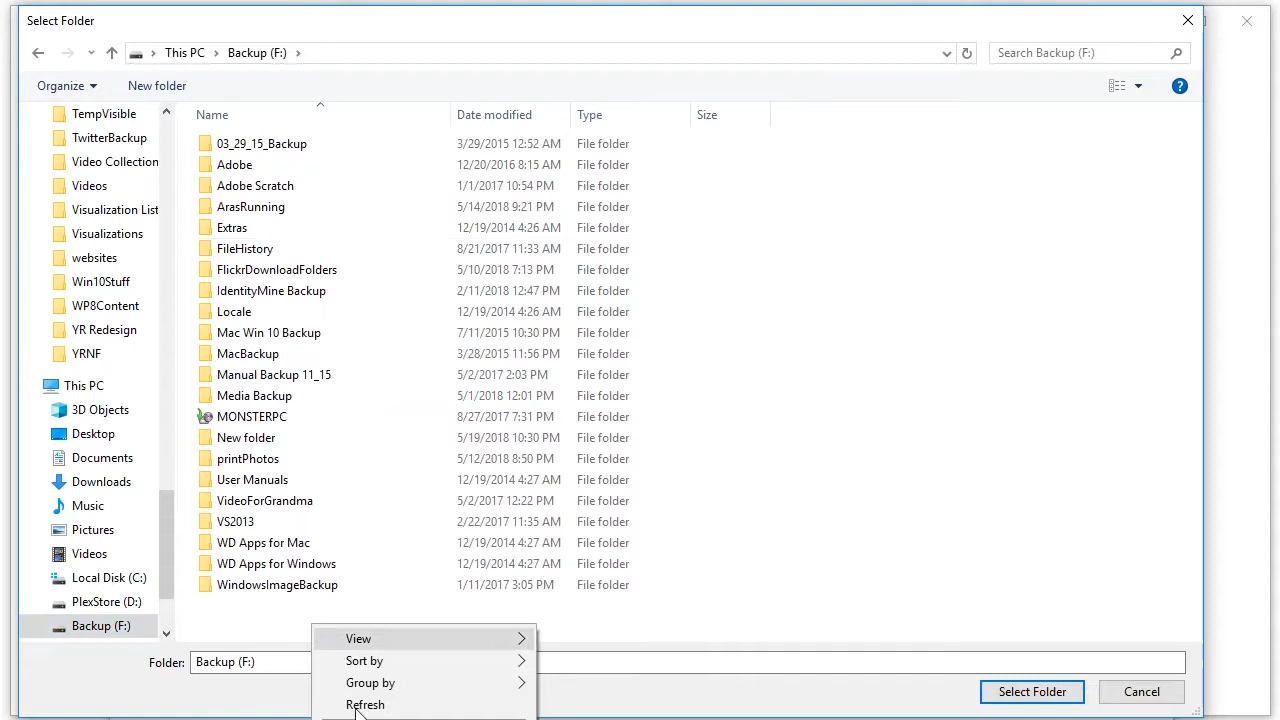 Select Folder
This PC
Backup (F:)
Search Backup (F:)
Organize
New folder
Name
Date modified
Type
Size
TempVisible
TwitterBackup
Video Collection
Videos
Visualization List
Visualizations
websites
Win10Stuff
WP8Content
YR Redesign
YRNF
This PC
3D Objects
Desktop
Documents
Downloads
Music
Pictures
Videos
Local Disk (C:)
PlexStore (D:)
Backup (F:)
03_29_15_Backup 3/29/2015 12:52 AM File folder
Adobe 12/20/2016 8:15 AM File folder
Adobe Scratch 1/1/2017 10:54 PM File folder
ArasRunning 5/14/2018 9:21 PM File folder
Extras 12/19/2014 4:26 AM File folder
FileHistory 8/21/2017 11:33 AM File folder
FlickrDownloadFolders 5/10/2018 7:13 PM File folder
IdentityMine Backup 2/11/2018 12:47 PM File folder
Locale 12/19/2014 4:26 AM File folder
Mac Win 10 Backup 7/11/2015 10:30 PM File folder
MacBackup 3/28/2015 11:56 PM File folder
Manual Backup 11_15 5/2/2017 2:03 PM File folder
Media Backup 5/1/2018 12:01 PM File folder
MONSTERPC 8/27/2017 7:31 PM File folder
New folder 5/19/2018 10:30 PM File folder
printPhotos 5/12/2018 8:50 PM File folder
User Manuals 12/19/2014 4:27 AM File folder
VideoForGrandma 5/2/2017 12:22 PM File folder
VS2013 2/22/2017 11:35 AM File folder
WD Apps for Mac 12/19/2014 4:27 AM File folder
WD Apps for Windows 12/19/2014 4:27 AM File folder
WindowsImageBackup 1/11/2017 3:05 PM File folder
Folder: Backup (F:)
View
Sort by
Group by
Refresh
Select Folder
Cancel